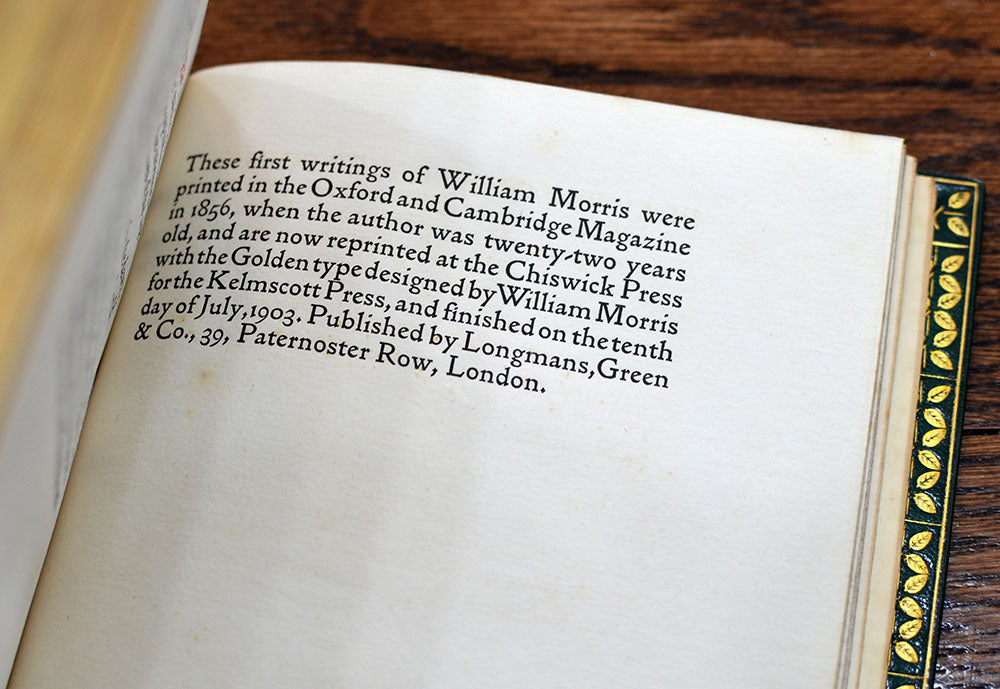 These first writings of William Morris were
printed in the Oxford and Cambridge Magazine
in 1856, when the author was twenty-two years
old, and are now reprinted at the Chiswick Press
with the Golden type designed by William Morris
for the Kelmscott Press, and finished on the tenth
day of July, 1903. Published by Longmans, Green
& Co., 39, Paternoster Row, London.